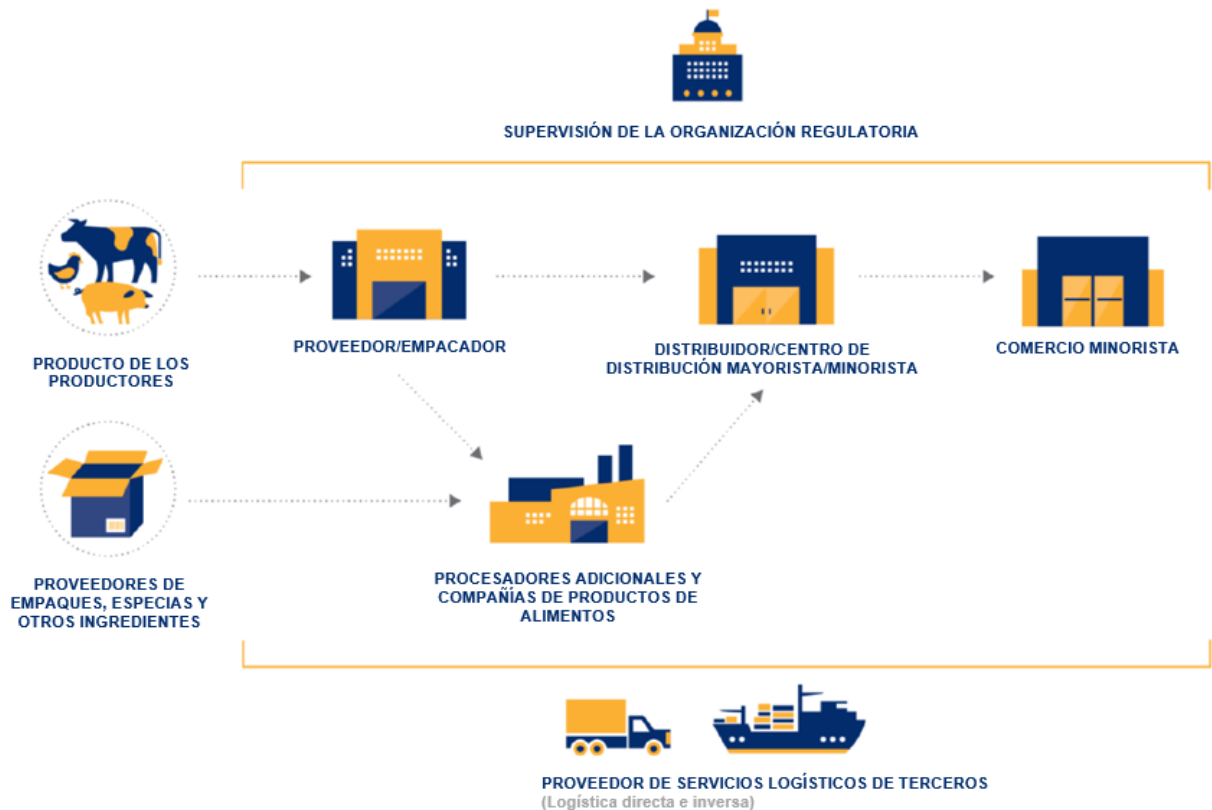 SUPERVISIÓN DE LA ORGANIZACIÓN REGULATORIA
PRODUCTO DE LOS
PRODUCTORES
PROVEEDOR/EMPACADOR
DISTRIBUIDOR/CENTRO DE
DISTRIBUCIÓN MAYORISTA/MINORISTA
COMERCIO MINORISTA
PROVEEDORES DE
EMPAQUES, ESPECIAS Y
OTROS INGREDIENTES
PROCESADORES ADICIONALES Y
COMPAÑÍAS DE PRODUCTOS DE
ALIMENTOS
PROVEEDOR DE SERVICIOS LOGÍSTICOS DE TERCEROS
(Logística directa e inversa)